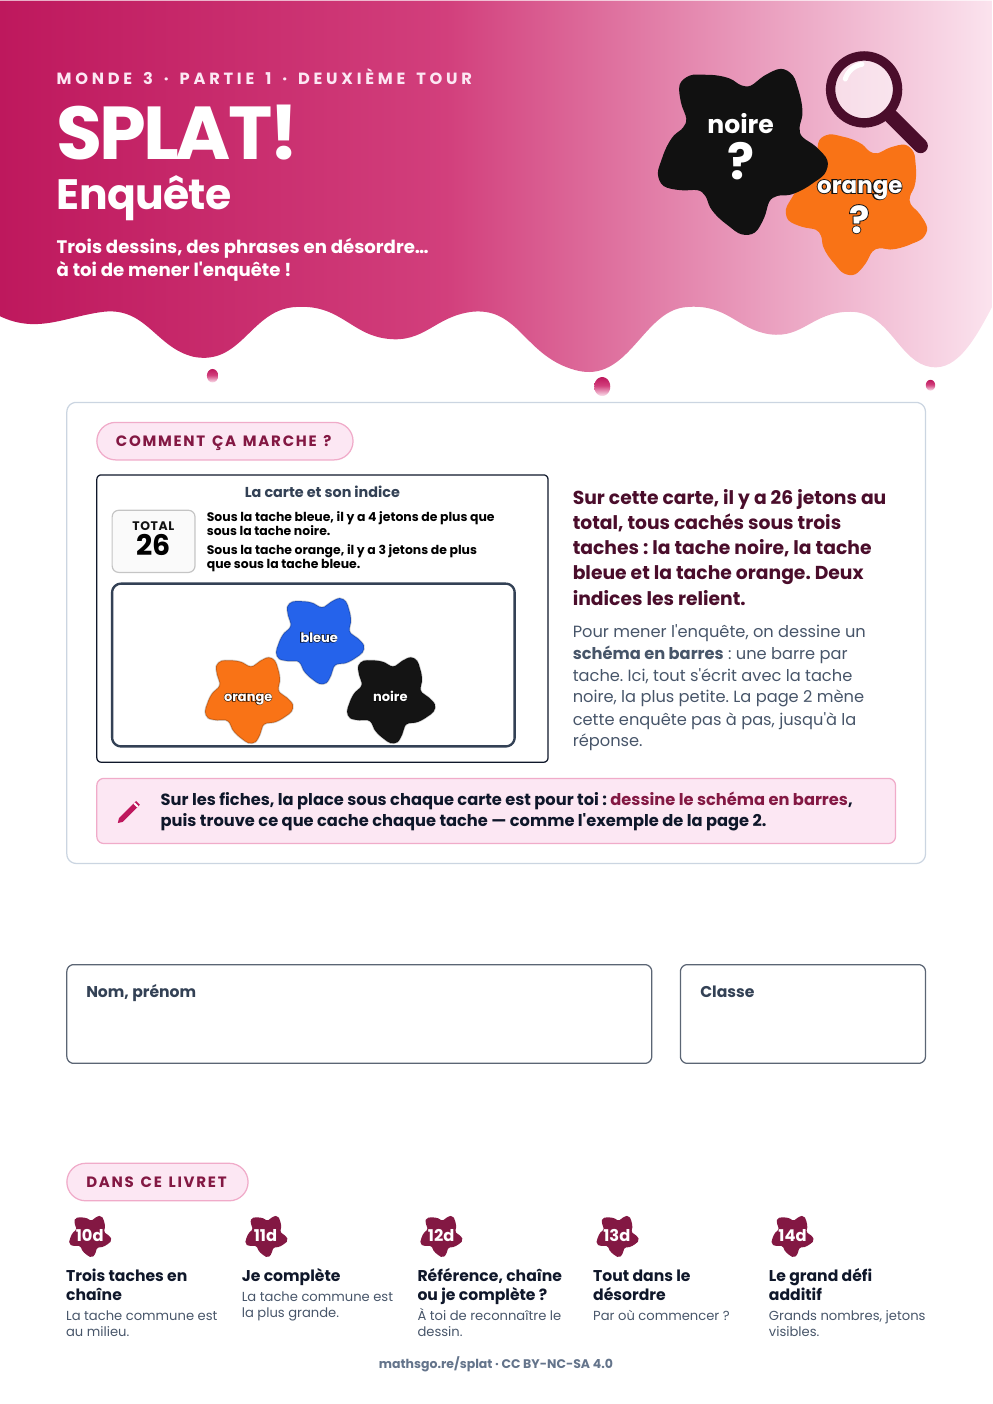 MONDE 3 · PARTIE 1 · DEUXIÈME TOUR
SPLAT!
Enquête
Trois dessins, des phrases en désordre…
à toi de mener l'enquête !
noire
?
orange
?
COMMENT ÇA MARCHE ?
La carte et son indice
TOTAL
26
Sous la tache bleue, il y a 4 jetons de plus que
sous la tache noire.
Sous la tache orange, il y a 3 jetons de plus
que sous la tache bleue.
bleue
orange
noire
Sur cette carte, il y a 26 jetons au
total, tous cachés sous trois
taches : la tache noire, la tache
bleue et la tache orange. Deux
indices les relient.
Pour mener l'enquête, on dessine un
schéma en barres : une barre par
tache. Ici, tout s'écrit avec la tache
noire, la plus petite. La page 2 mène
cette enquête pas à pas, jusqu'à la
réponse.
Sur les fiches, la place sous chaque carte est pour toi : dessine le schéma en barres,
puis trouve ce que cache chaque tache — comme l'exemple de la page 2.
Nom, prénom
Classe
DANS CE LIVRET
10d
Trois taches en
chaîne
La tache commune est
au milieu.
11d
Je complète
La tache commune est
la plus grande.
12d
Référence, chaîne
ou je complète ?
À toi de reconnaître le
dessin.
13d
Tout dans le
désordre
Par où commencer ?
14d
Le grand défi
additif
Grands nombres, jetons
visibles.
mathsgo.re/splat · CC BY-NC-SA 4.0